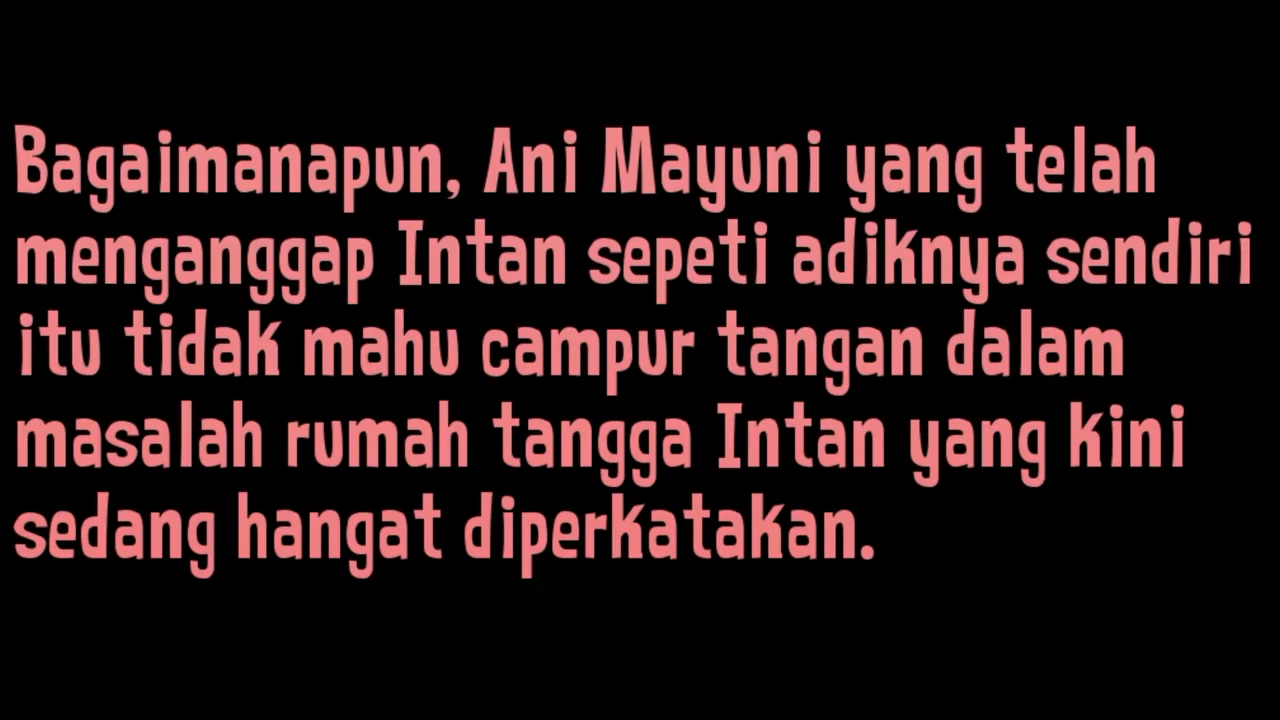 Bagaimanapun, Ani Mayuni yang telah
menganggap Intan sepeti adiknya sendiri
itu tidak mahu campur tangan dalam
masalah rumah tangga Intan yang kini
sedang hangat diperkatakan.